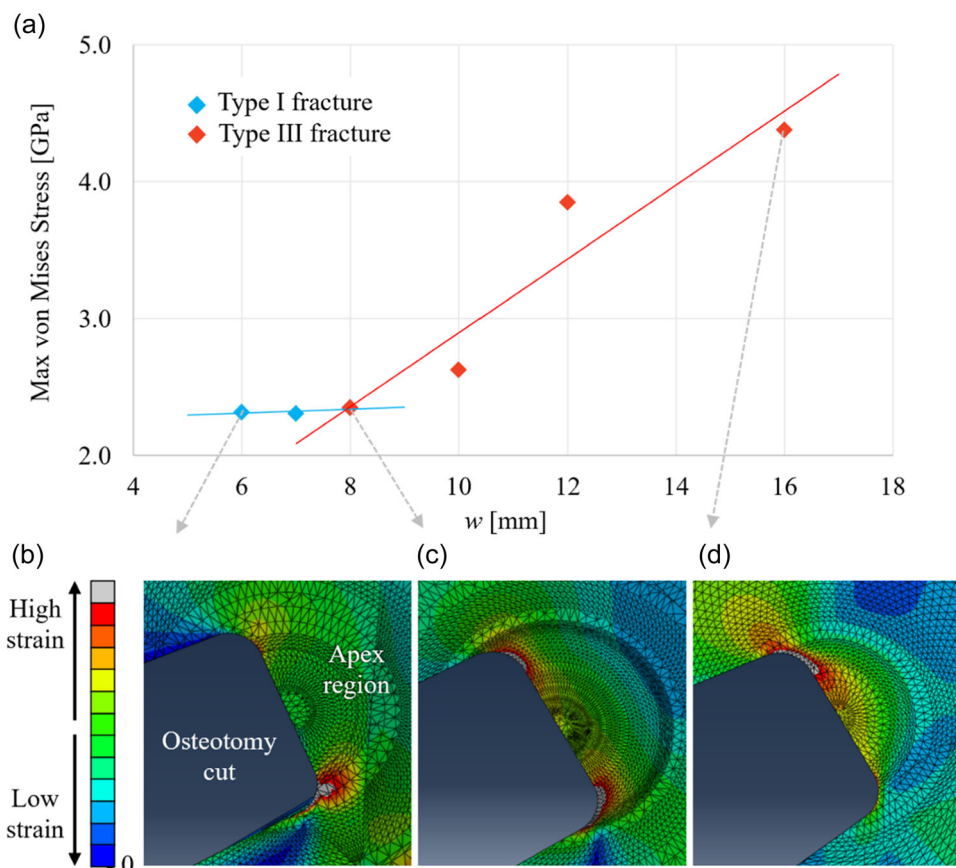 (a)
5.0
4.0
3.0
2.0
Max von Mises Stress [GPa]
Type I fracture
Type III fracture
4
6
8
10
12
14
16
18
w [mm]
(b)
(c)
(d)
High
strain
Low
strain
0
Apex
region
Osteotomy
cut